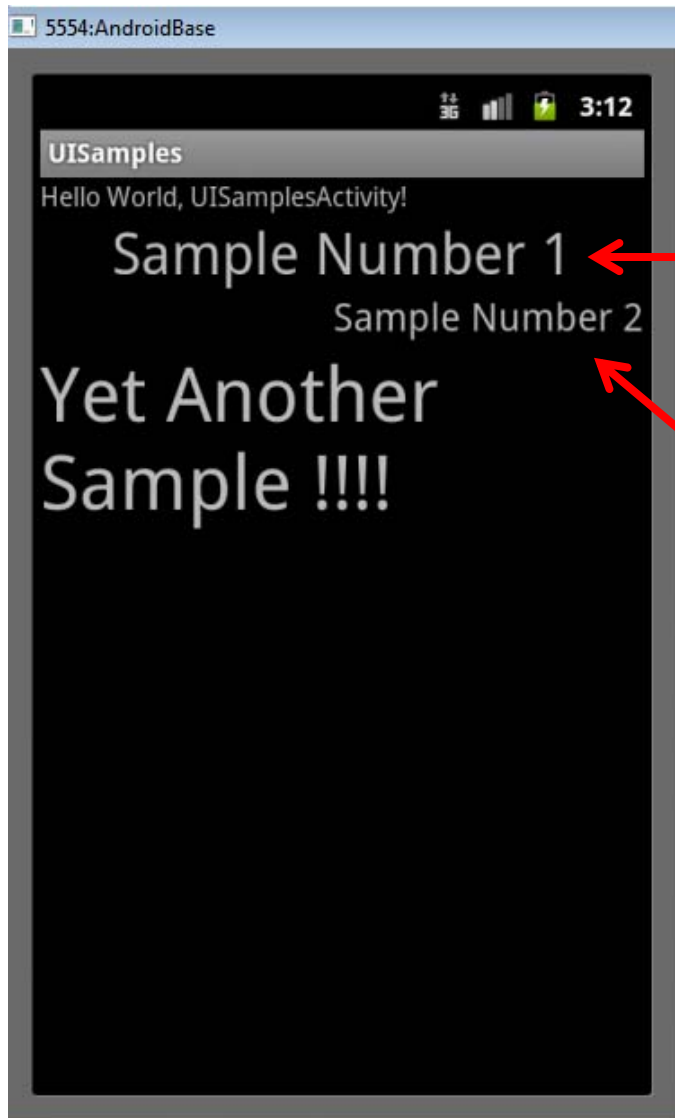 5554:AndroidBase
3G 3:12
UISamples
Hello World, UISamplesActivity!
Sample Number 1
Sample Number 2
Yet Another
Sample !!!!